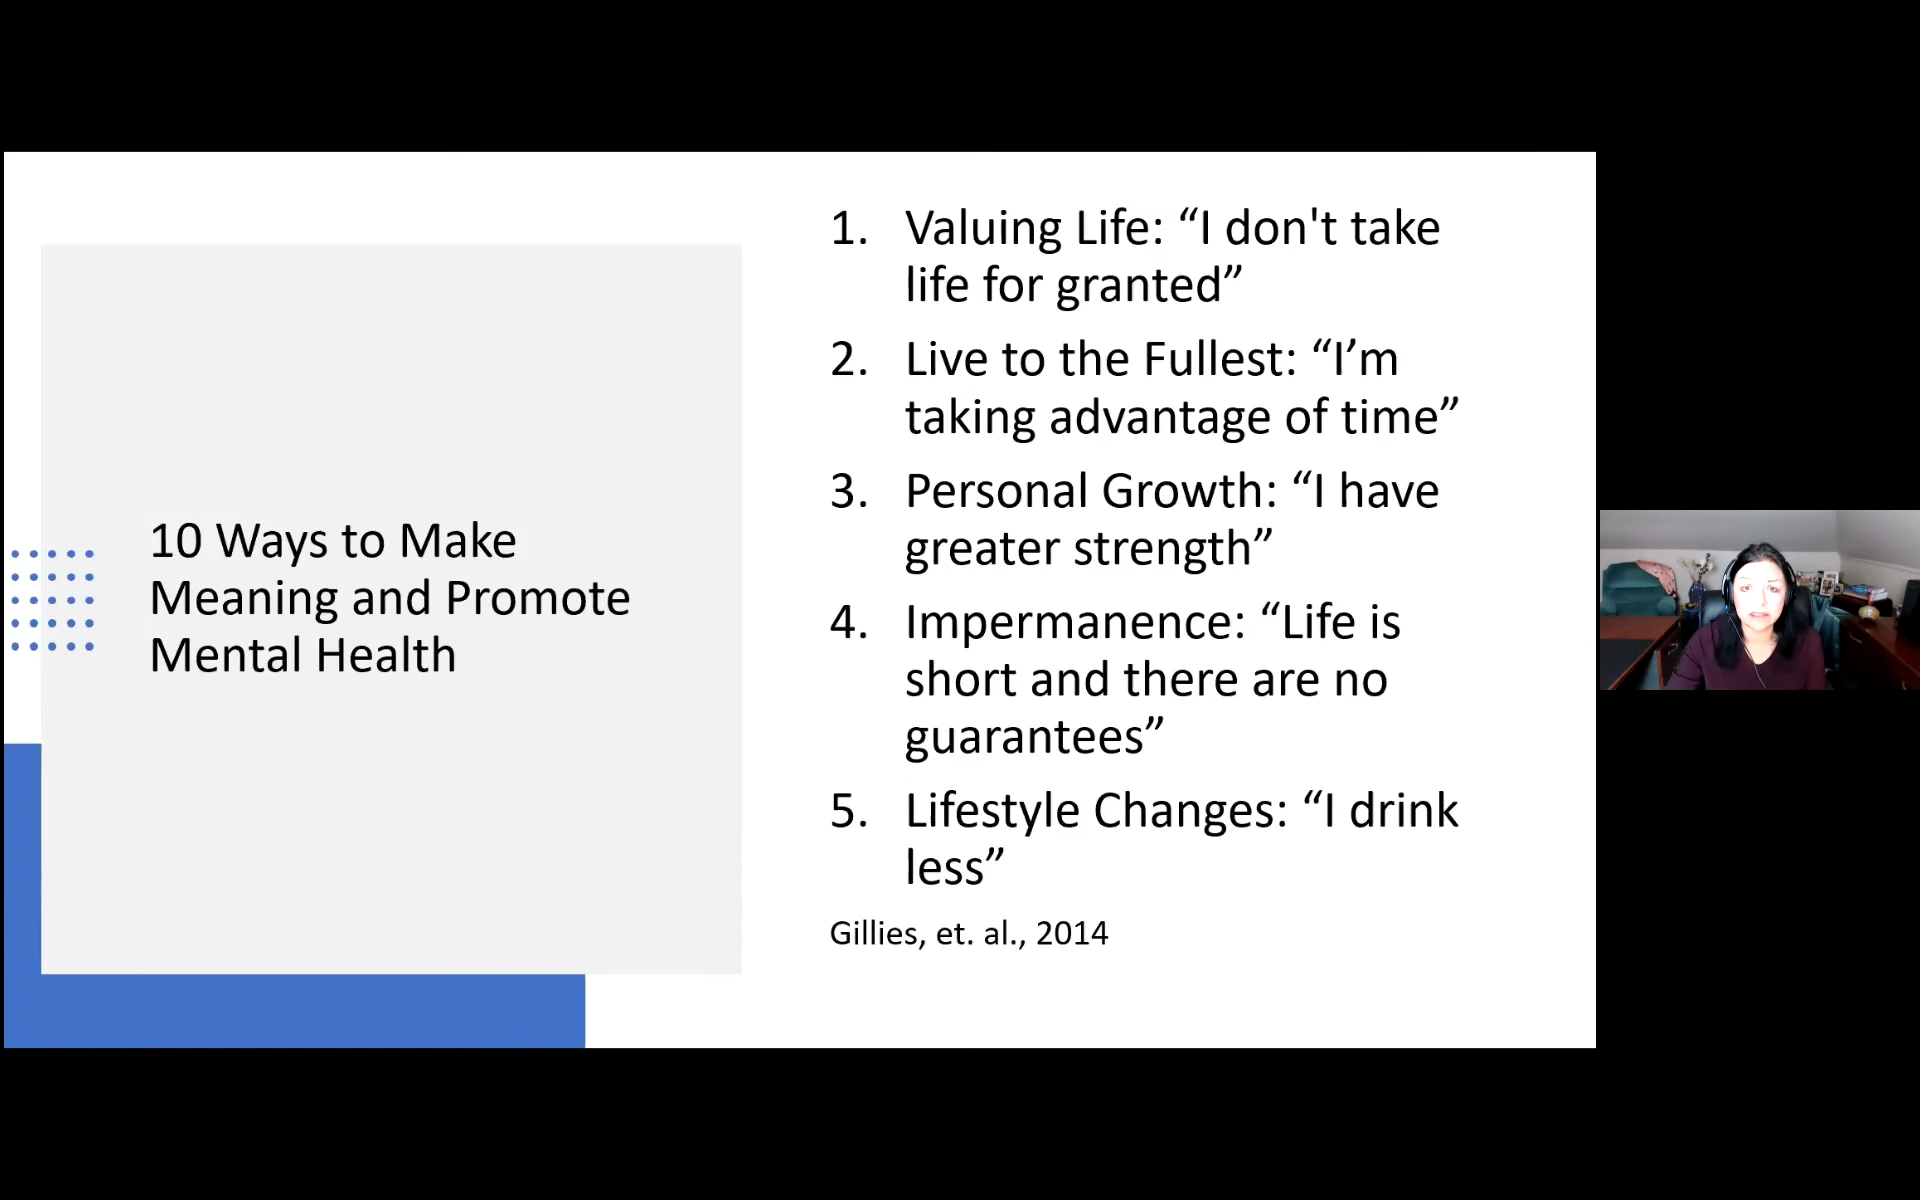 10 Ways to Make
Meaning and Promote
Mental Health
1. Valuing Life: “I don't take
life for granted”
2. Live to the Fullest: “I’m
taking advantage of time”
3. Personal Growth: “I have
greater strength”
4. Impermanence: “Life is
short and there are no
guarantees”
5. Lifestyle Changes: “I drink
less”
Gillies, et. al., 2014